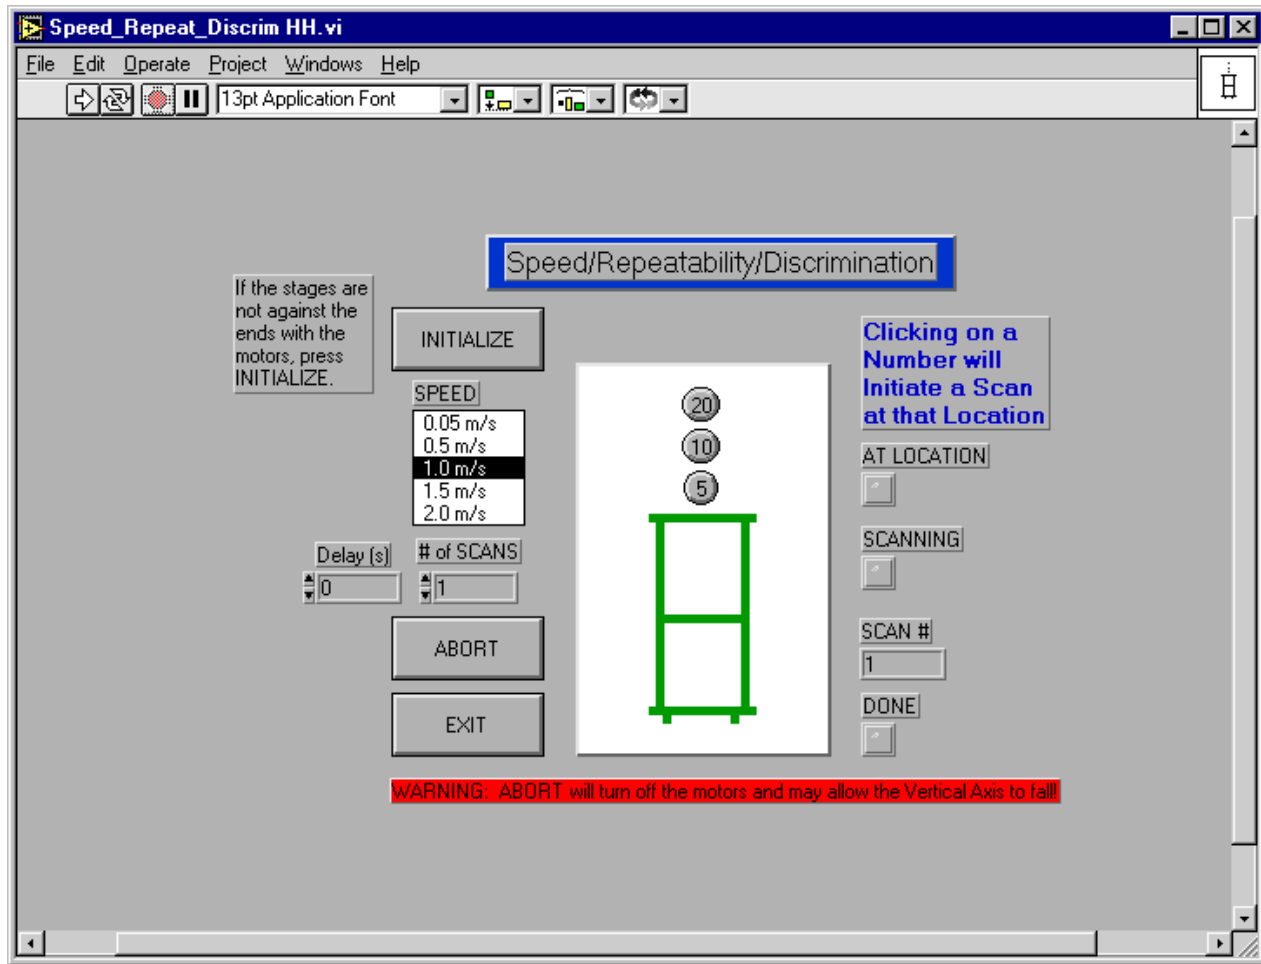 Speed_Repeat_Discrim HH.vi
File Edit Operate Project Windows Help
13pt Application Font
Speed/Repeatability/Discrimination
If the stages are
not against the
ends with the
motors, press
INITIALIZE.
INITIALIZE
SPEED
0.05 m/s
0.5 m/s
1.0 m/s
1.5 m/s
2.0 m/s
Delay (s)
0
# of SCANS
1
ABORT
EXIT
20
10
5
Clicking on a
Number will
Initiate a Scan
at that Location
AT LOCATION
SCANNING
SCAN #
1
DONE
WARNING: ABORT will turn off the motors and may allow the Vertical Axis to fall!